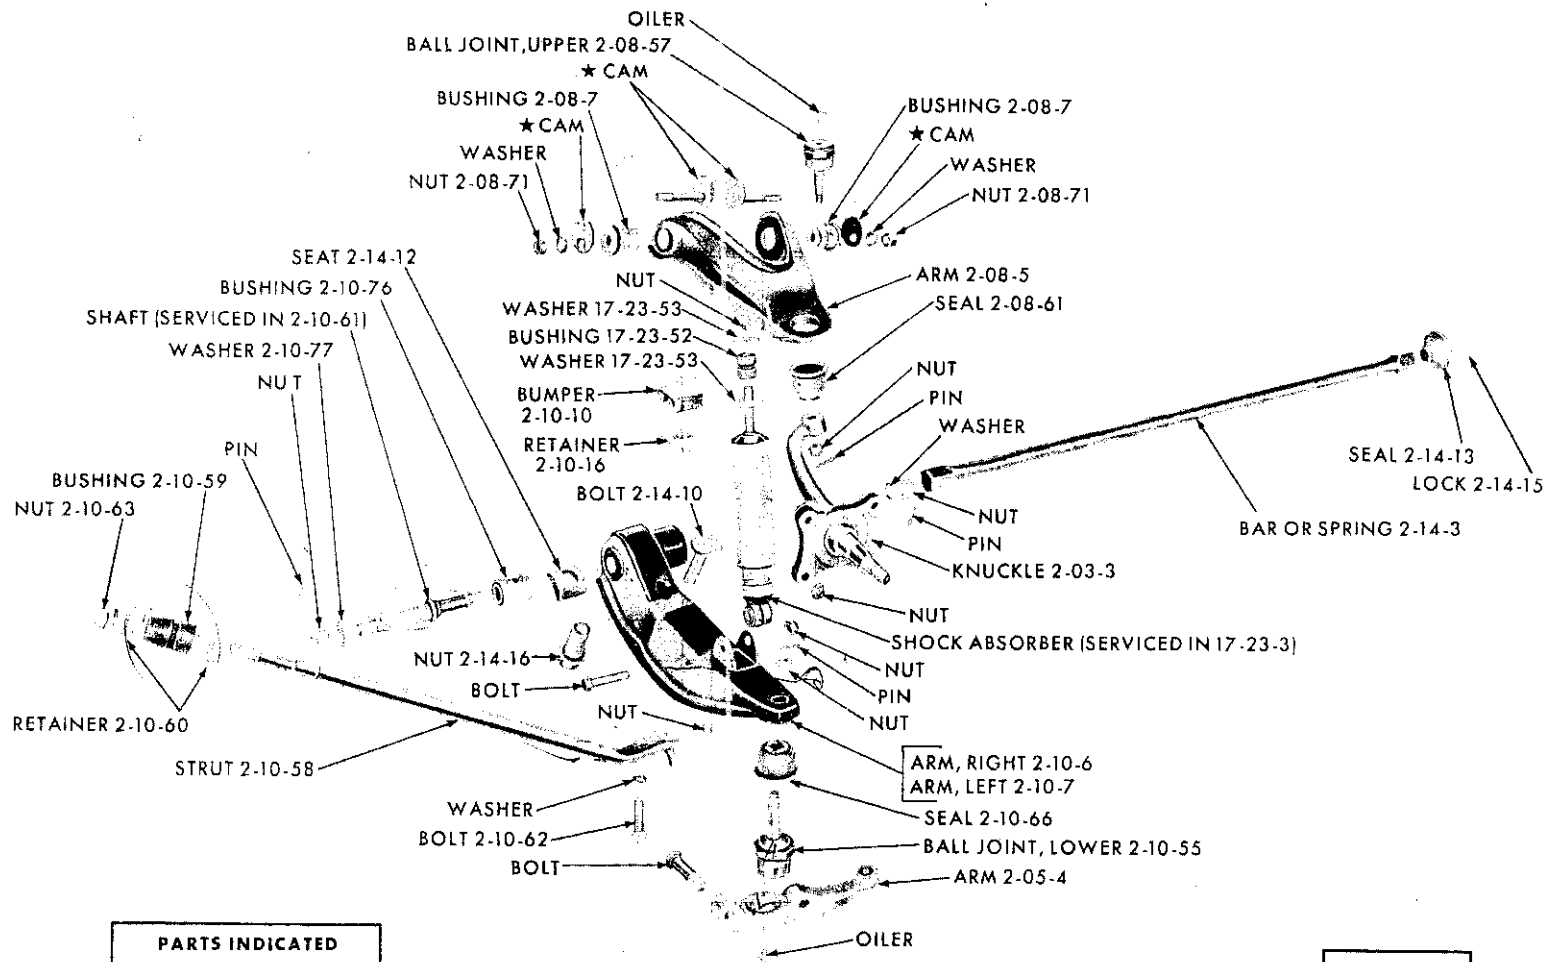 OILER
BALL JOINT, UPPER 2-08-57
★ CAM
BUSHING 2-08-7
★ CAM
WASHER
NUT 2-08-71
BUSHING 2-08-7
★ CAM
WASHER
NUT 2-08-71
SEAT 2-14-12
BUSHING 2-10-76
SHAFT (SERVICED IN 2-10-61)
WASHER 2-10-77
NUT
PIN
BUSHING 2-10-59
NUT 2-10-63
NUT
WASHER 17-23-53
BUSHING 17-23-52
WASHER 17-23-53
BUMPER
2-10-10
RETAINER
2-10-16
BOLT 2-14-10
ARM 2-08-5
SEAL 2-08-61
NUT
PIN
WASHER
SEAL 2-14-13
LOCK 2-14-15
BAR OR SPRING 2-14-3
NUT
PIN
KNUCKLE 2-03-3
NUT
SHOCK ABSORBER (SERVICED IN 17-23-3)
NUT
PIN
NUT
NUT 2-14-16
BOLT
NUT
RETAINER 2-10-60
STRUT 2-10-58
WASHER
BOLT 2-10-62
BOLT
ARM, RIGHT 2-10-6
ARM, LEFT 2-10-7
SEAL 2-10-66
BALL JOINT, LOWER 2-10-55
ARM 2-05-4
OILER
PARTS INDICATED